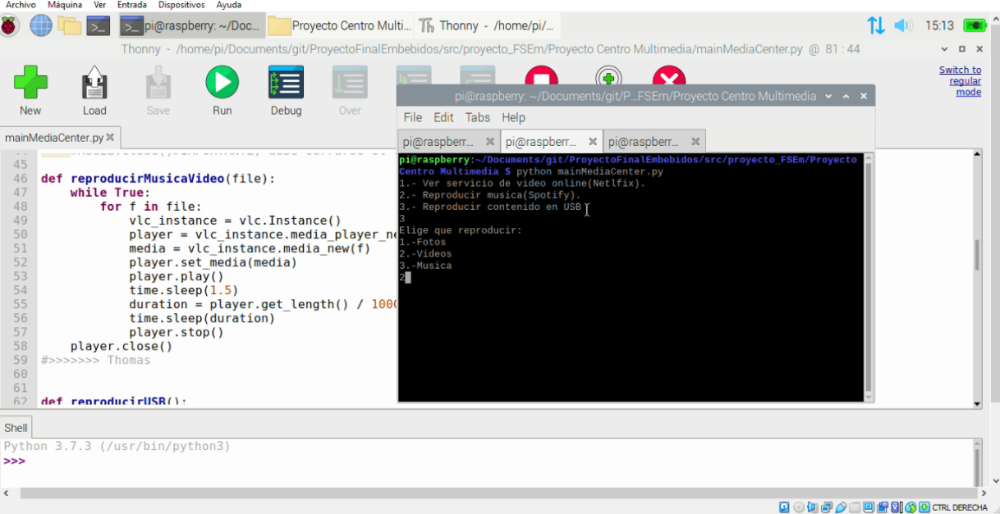 Archivo Máquina Ver Entrada Dispositivos Ayuda
pi@raspberry: ~/Doc... Proyecto Centro Multi... Thonny - /home/pi/... 15:13
Thonny - /home/pi/Documents/git/ProyectoFinalEmbebidos/src/proyecto_FSEm/Proyecto Centro Multimedia/mainMediaCenter.py @ 81:44
Switch to
regular
mode
New Load Save Run Debug Over
pi@raspberry: ~/Documents/git/P...FSEm/Proyecto Centro Multimedia
File Edit Tabs Help
pi@raspberr... pi@raspberr... pi@raspberr...
mainMediaCenter.py
45
46 def reproducirMusicaVideo(file):
47 while True:
48 for f in file:
49 vlc_instance = vlc.Instance()
50 player = vlc_instance.media_player_ne
51 media = vlc_instance.media_new(f)
52 player.set_media(media)
53 player.play()
54 time.sleep(1.5)
55 duration = player.get_length() / 1000
56 time.sleep(duration)
57 player.stop()
58 player.close()
59 #>>>>>>> Thomas
60
61
62 def reproducirUSB():
pi@raspberry:~/Documents/git/ProyectoFinalEmbebidos/src/proyecto_FSEm/Proyecto
Centro Multimedia $ python mainMediaCenter.py
1.- Ver servicio de video online(Netlfix).
2.- Reproducir musica(Spotify).
3.- Reproducir contenido en USB
3
Elige que reproducir:
1.-Fotos
2.-Videos
3.-Musica
2
Shell
Python 3.7.3 (/usr/bin/python3)
>>>
CTRL DERECHA